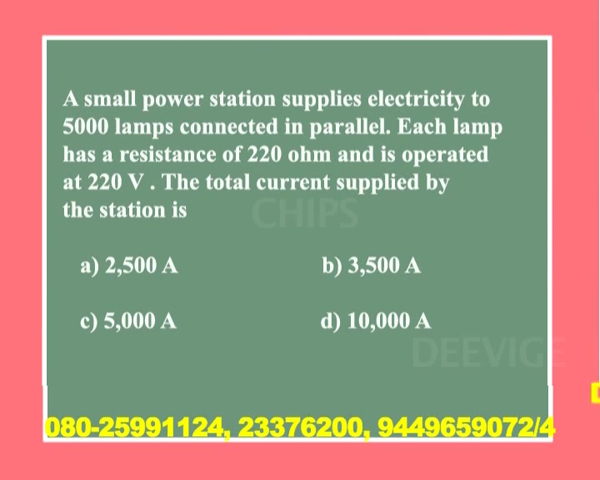 A small power station supplies electricity to
5000 lamps connected in parallel. Each lamp
has a resistance of 220 ohm and is operated
at 220 V . The total current supplied by
the station is
CHIPS
a) 2,500 A b) 3,500 A
c) 5,000 A d) 10,000 A
DEEVIGE
080-25991124, 23376200, 9449659072/4